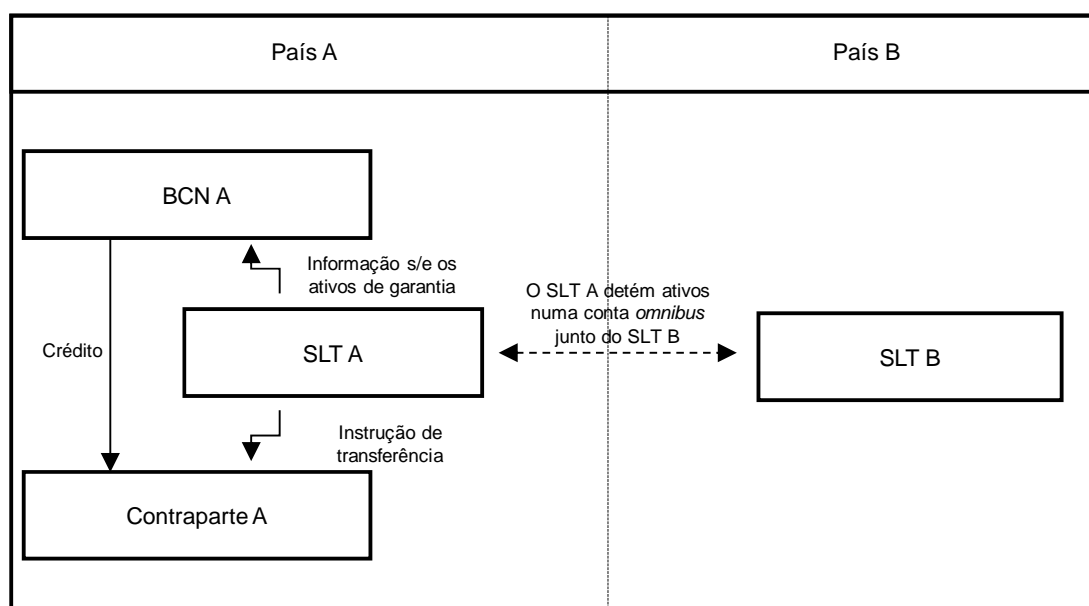 País A
País B
BCN A
Informação s/e os
ativos de garantia
O SLT A detém ativos
numa conta omnibus
junto do SLT B
Crédito
SLT A
SLT B
Instrução de
transferência
Contraparte A